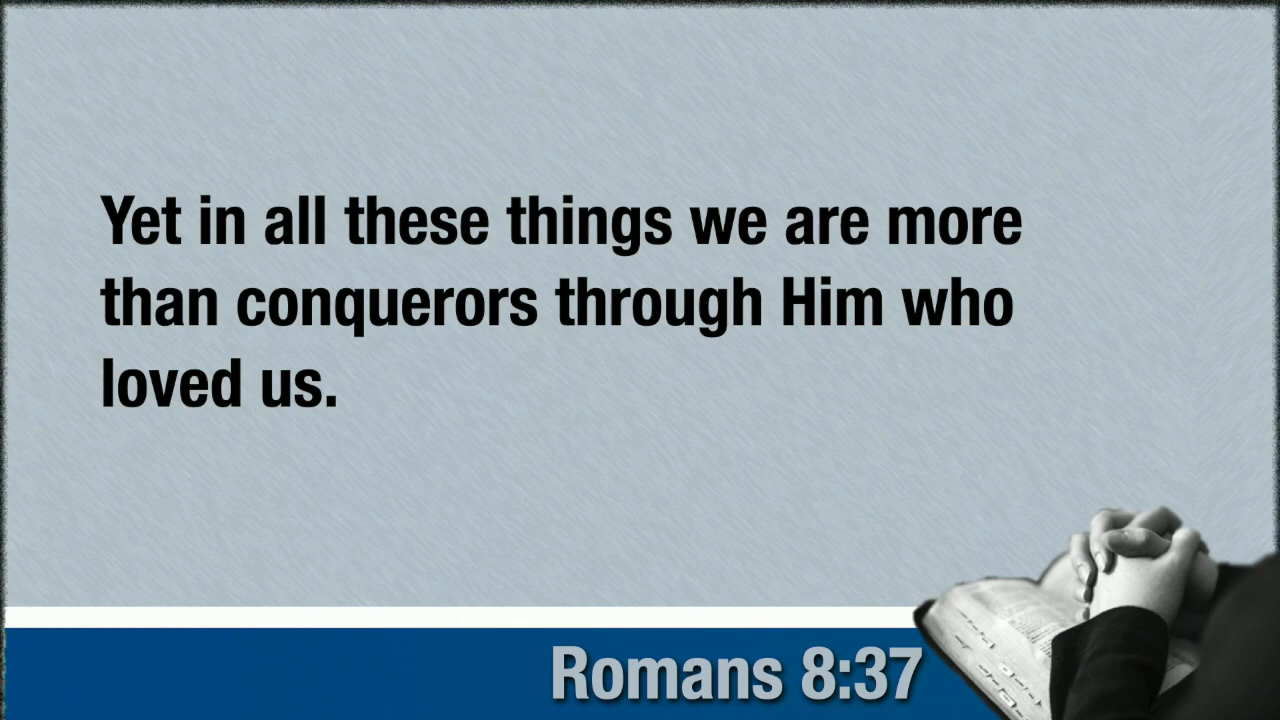 Yet in all these things we are more
than conquerors through Him who
loved us.
Romans 8:37